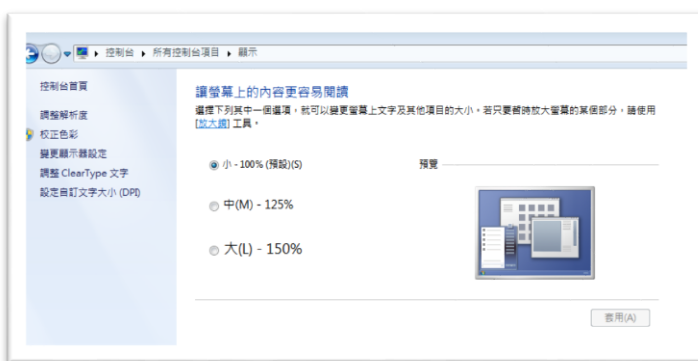 控制台 ▸ 所有控制台項目 ▸ 顯示
控制台首頁
調整解析度
校正色彩
變更顯示器設定
調整 ClearType 文字
設定自訂文字大小 (DPI)
讓螢幕上的內容更容易閱讀
選擇下列其中一個選項，就可以變更螢幕上文字及其他項目的大小。若只要暫時放大螢幕的某個部分，請使用
[放大鏡] 工具。
小 - 100% (預設)(S)
預覽
中(M) - 125%
大(L) - 150%
套用(A)